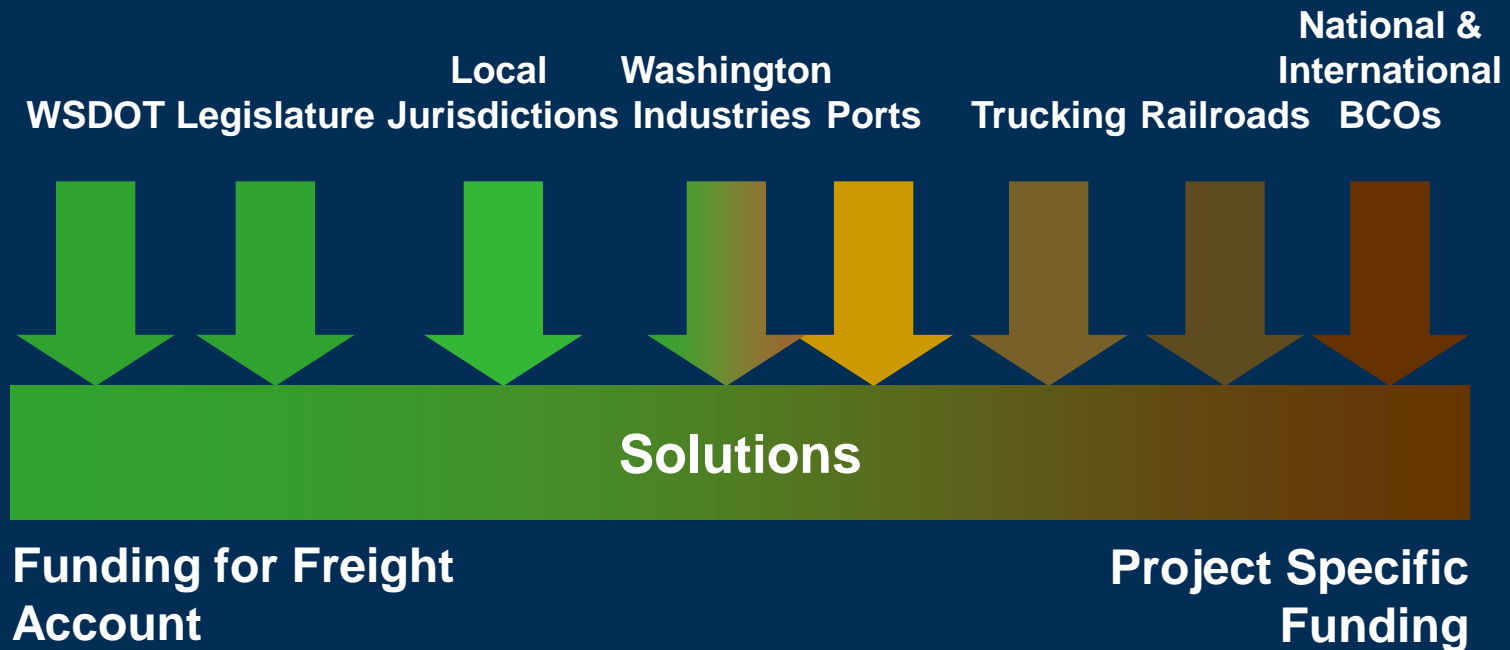 WSDOT
Legislature
Local
Jurisdictions
Washington
Industries
Ports
Trucking
Railroads
National &
International
BCOs
Solutions
Funding for Freight
Account
Project Specific
Funding